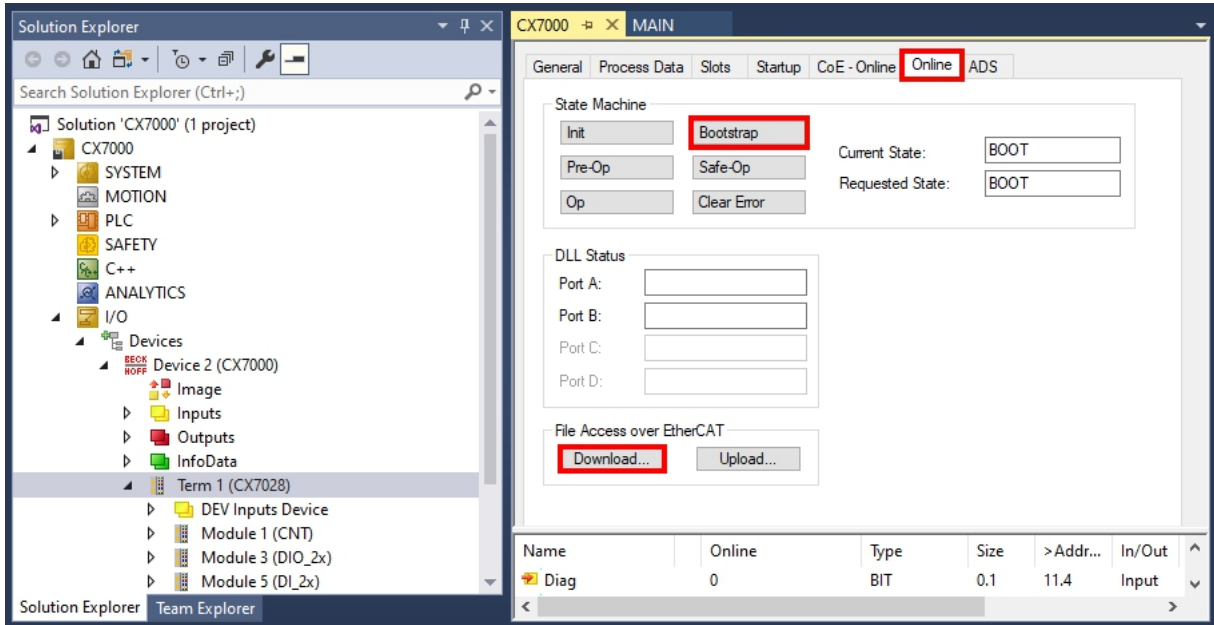 Solution Explorer
Search Solution Explorer (Ctrl+;)
Solution 'CX7000' (1 project)
CX7000
SYSTEM
MOTION
PLC
SAFETY
C++
ANALYTICS
I/O
Devices
BECK
HOFF
Device 2 (CX7000)
Image
Inputs
Outputs
InfoData
Term 1 (CX7028)
DEV Inputs Device
Module 1 (CNT)
Module 3 (DIO_2x)
Module 5 (DI_2x)
Solution Explorer Team Explorer
CX7000 MAIN
General Process Data Slots Startup CoE - Online Online ADS
State Machine
Init Bootstrap
Pre-Op Safe-Op
Op Clear Error
Current State: BOOT
Requested State: BOOT
DLL Status
Port A:
Port B:
Port C:
Port D:
File Access over EtherCAT
Download... Upload...
Name Online Type Size >Addr... In/Out
Diag 0 BIT 0.1 11.4 Input